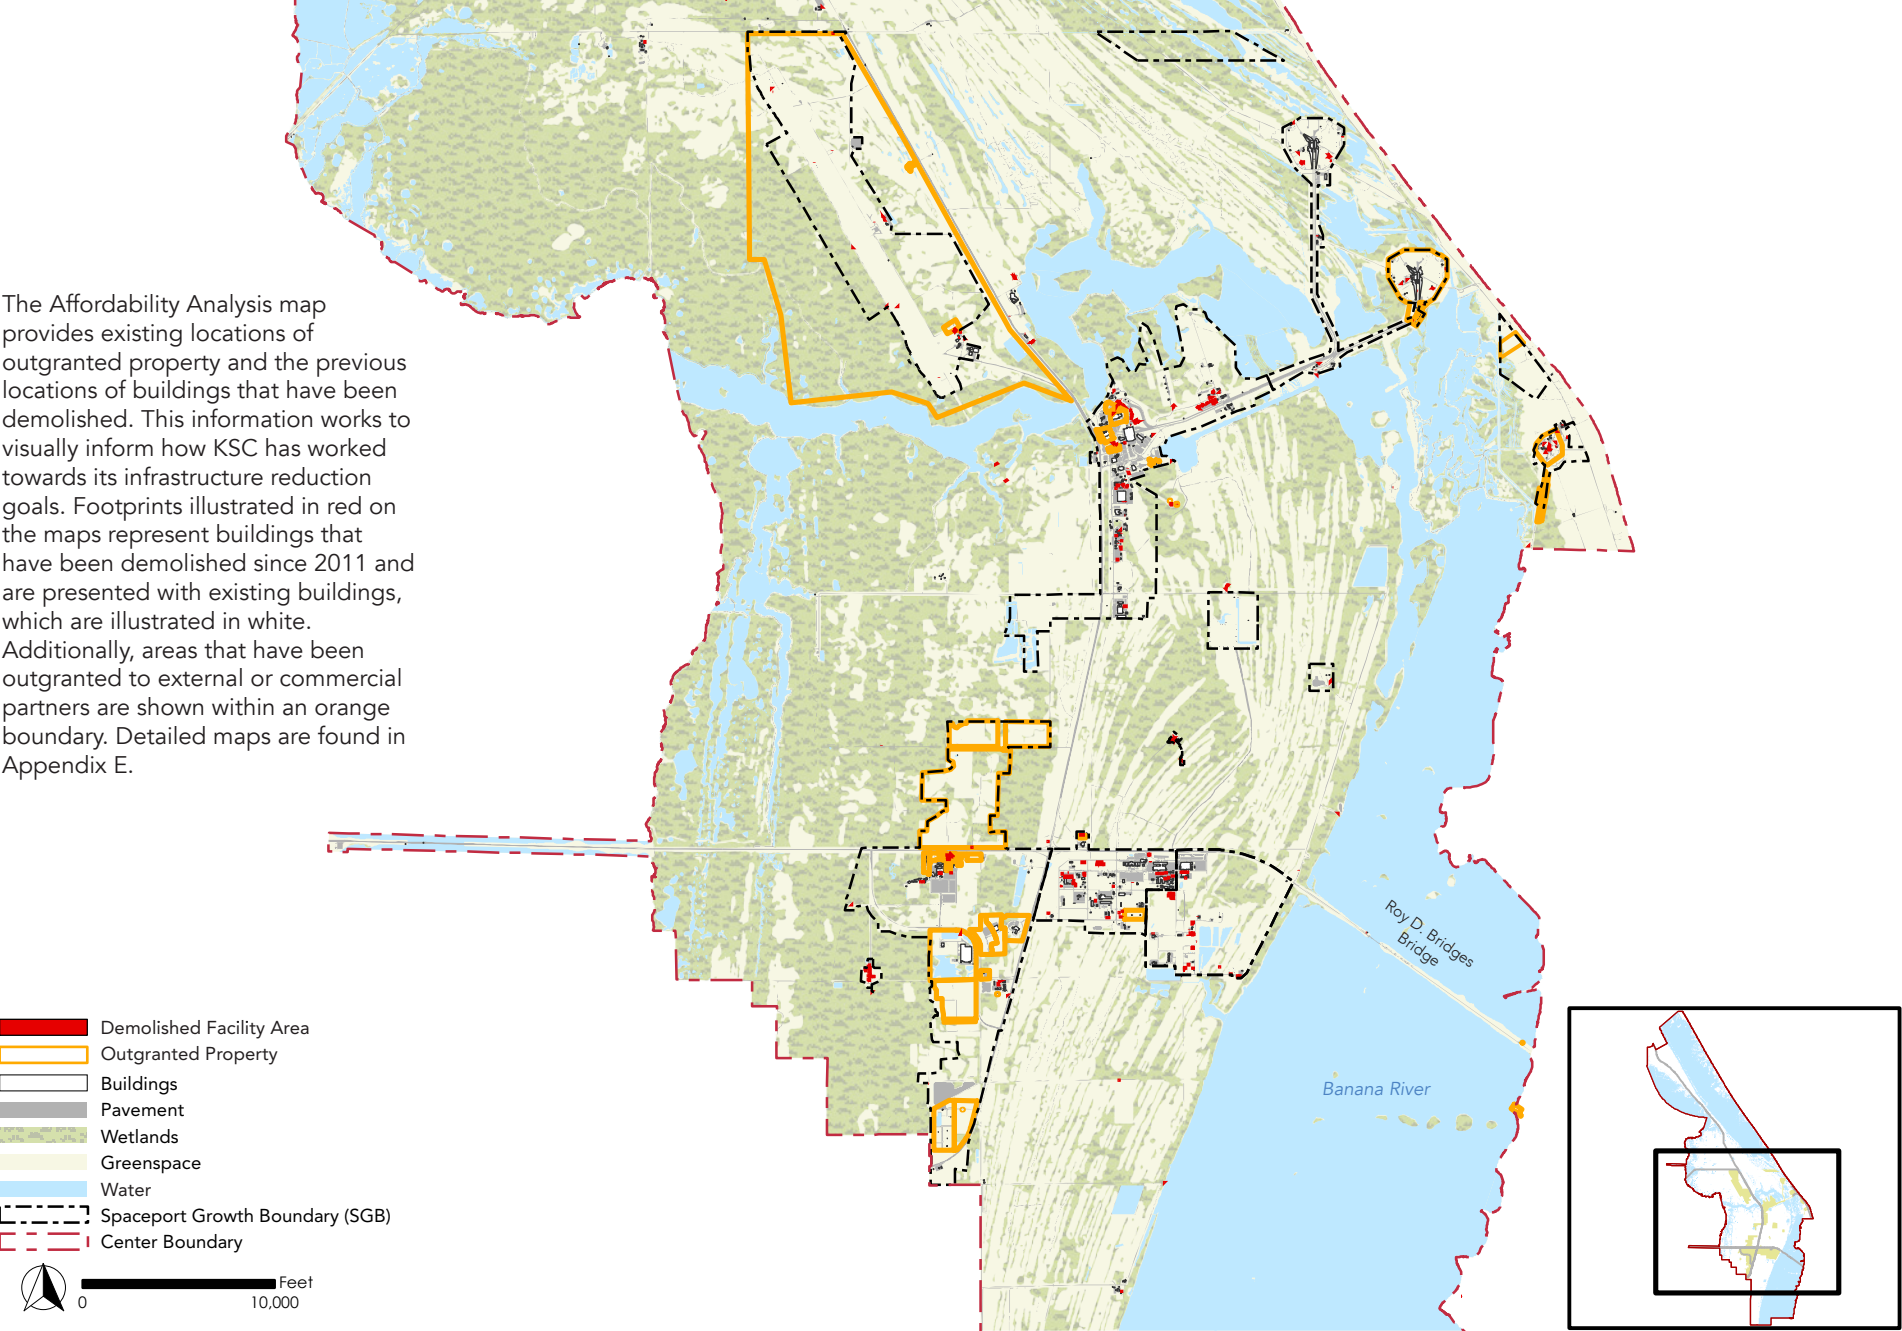 The Affordability Analysis map
provides existing locations of
outgranted property and the previous
locations of buildings that have been
demolished. This information works to
visually inform how KSC has worked
towards its infrastructure reduction
goals. Footprints illustrated in red on
the maps represent buildings that
have been demolished since 2011 and
are presented with existing buildings,
which are illustrated in white.
Additionally, areas that have been
outgranted to external or commercial
partners are shown within an orange
boundary. Detailed maps are found in
Appendix E.
Roy D. Bridges
Bridge
Banana River
Demolished Facility Area
Outgranted Property
Buildings
Pavement
Wetlands
Greenspace
Water
Spaceport Growth Boundary (SGB)
Center Boundary
Feet
0 10,000